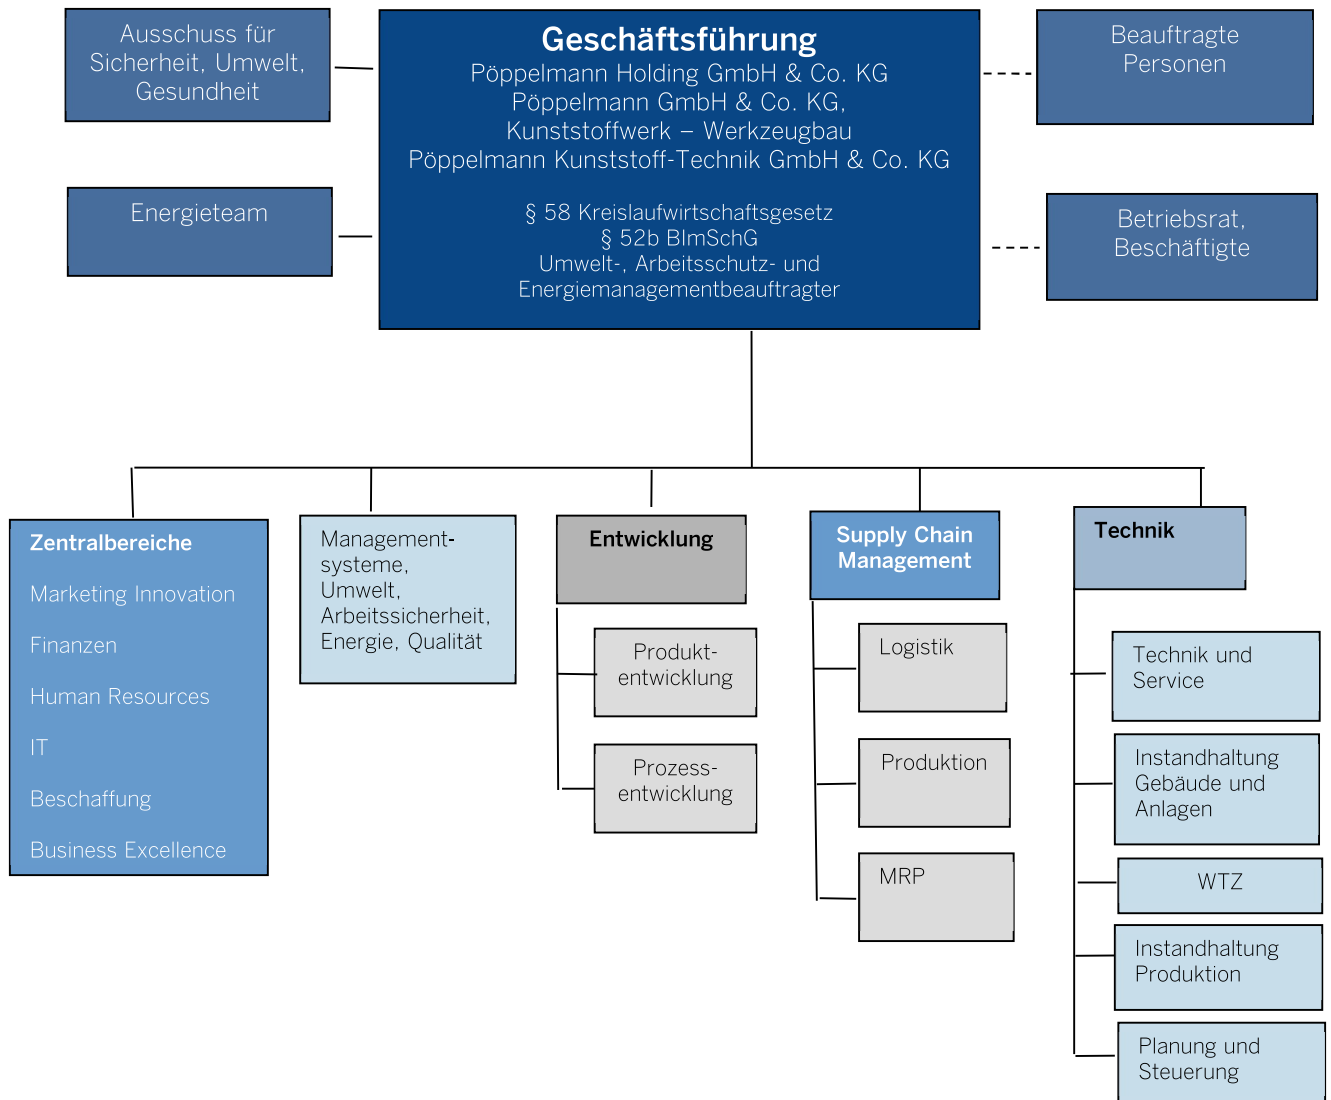 Ausschuss für
Sicherheit, Umwelt,
Gesundheit
Energieteam
Geschäftsführung
Pöppelmann Holding GmbH & Co. KG
Pöppelmann GmbH & Co. KG,
Kunststoffwerk – Werkzeugbau
Pöppelmann Kunststoff-Technik GmbH & Co. KG
§ 58 Kreislaufwirtschaftsgesetz
§ 52b BImSchG
Umwelt-, Arbeitsschutz- und
Energiemanagementbeauftragter
Beauftragte
Personen
Betriebsrat,
Beschäftigte
Zentralbereiche
Marketing Innovation
Finanzen
Human Resources
IT
Beschaffung
Business Excellence
Management-
systeme,
Umwelt,
Arbeitssicherheit,
Energie, Qualität
Entwicklung
Produkt-
entwicklung
Prozess-
entwicklung
Supply Chain
Management
Logistik
Produktion
MRP
Technik
Technik und
Service
Instandhaltung
Gebäude und
Anlagen
WTZ
Instandhaltung
Produktion
Planung und
Steuerung